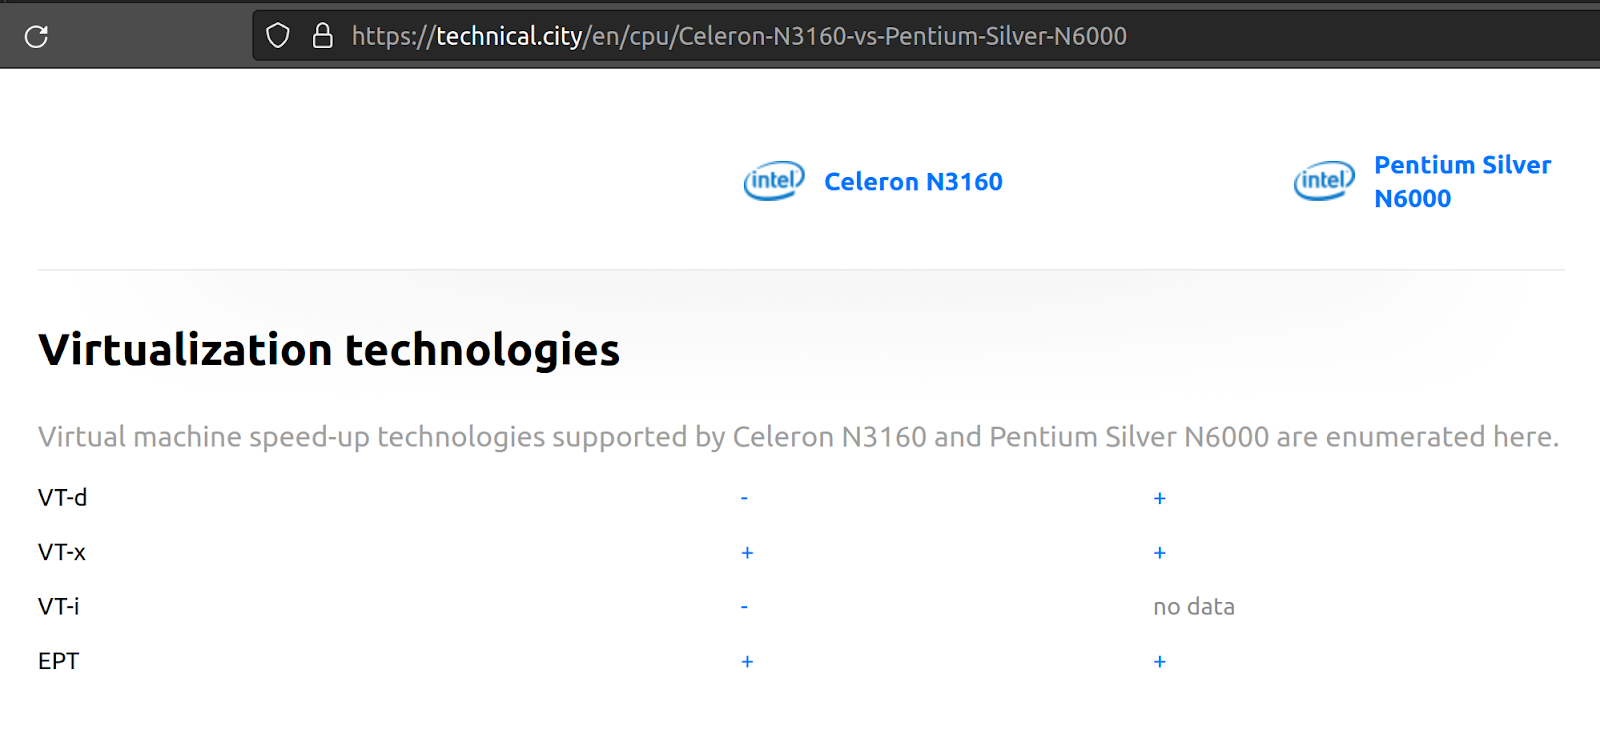 https://technical.city/en/cpu/Celeron-N3160-vs-Pentium-Silver-N6000
intel Celeron N3160
intel Pentium Silver
N6000
Virtualization technologies
Virtual machine speed-up technologies supported by Celeron N3160 and Pentium Silver N6000 are enumerated here.
VT-d - +
VT-x + +
VT-i - no data
EPT + +